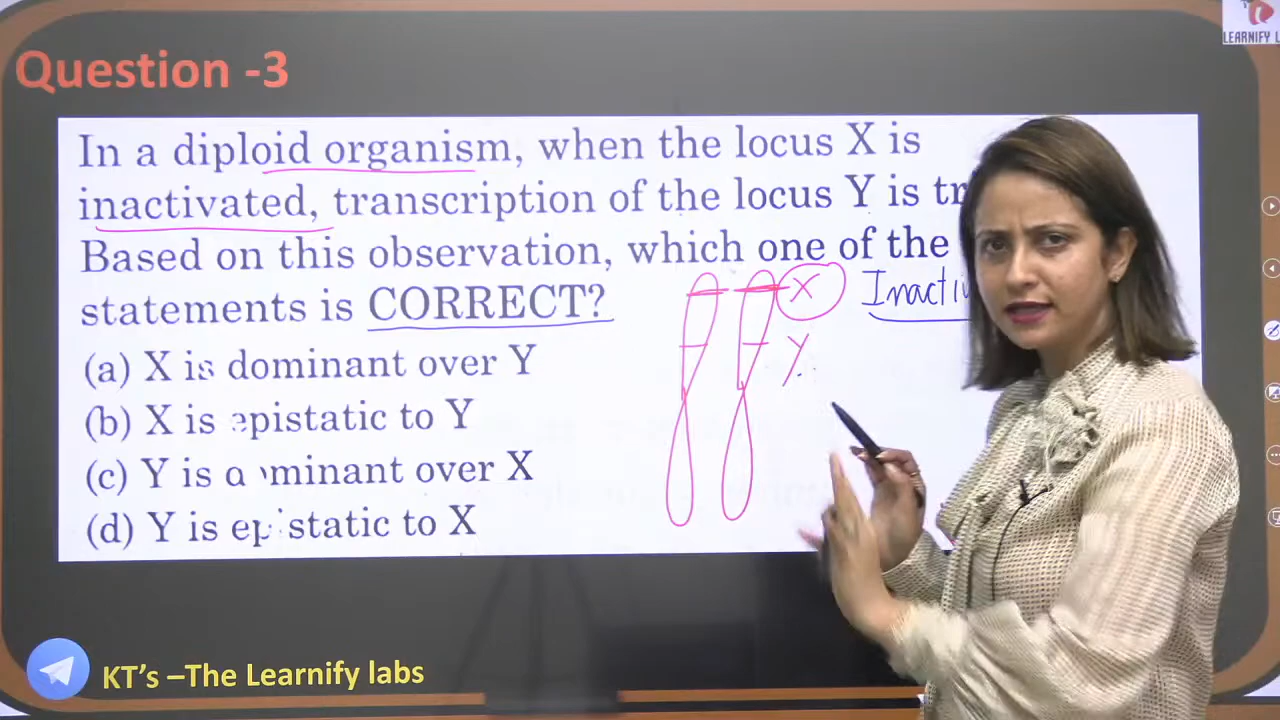 LEARNIFY L
Question -3
In a diploid organism, when the locus X is
inactivated, transcription of the locus Y is
Based on this observation, which one of the
statements is CORRECT?
X
Y
(a) X is dominant over Y
(b) X is epistatic to Y
(c) Y is dominant over X
(d) Y is epistatic to X
KT's –The Learnify labs